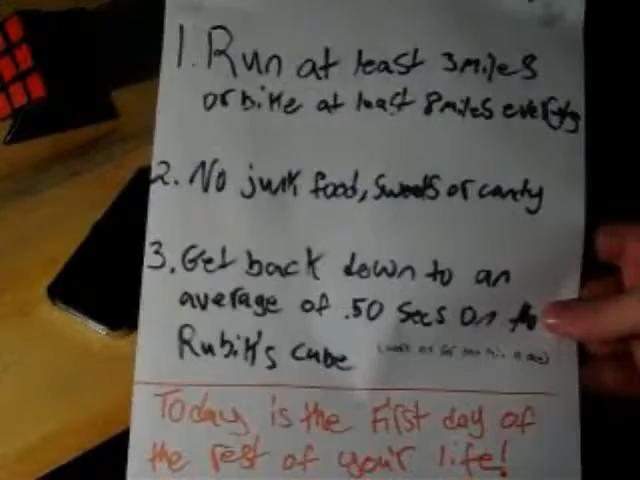 1. Run at least 3 miles
or bike at least 8 miles every
2. No junk food, sweets or candy
3. Get back down to an
average of .50 secs on the
Rubik's cube
Today is the First day of
the rest of your life!